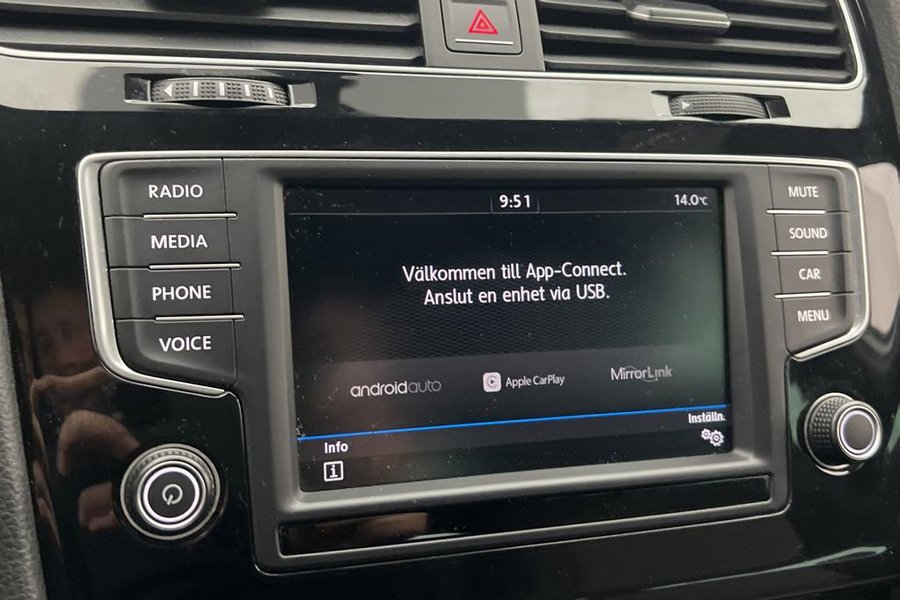 RADIO
MEDIA
PHONE
VOICE
9:51
14.0°C
Välkommen till App-Connect.
Anslut en enhet via USB.
androidauto
Apple CarPlay
MirrorLink
Info
i
Inställn.
MUTE
SOUND
CAR
MENU